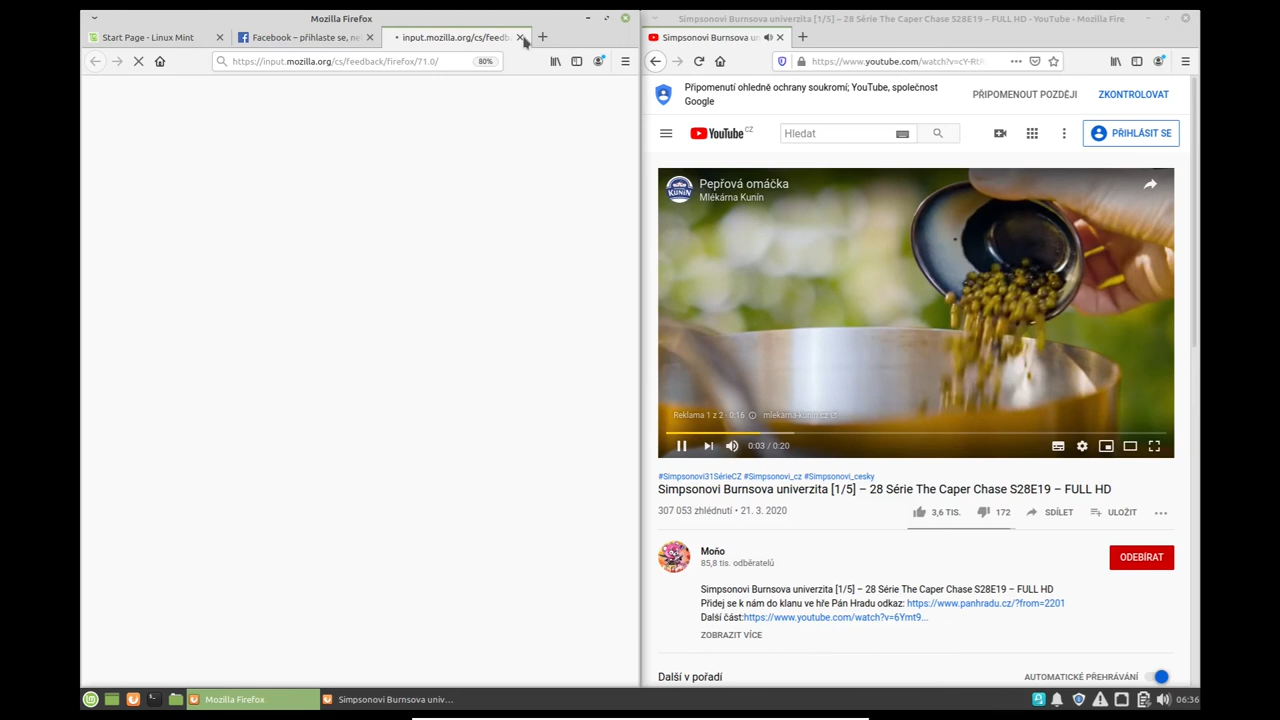 Mozilla Firefox
Start Page - Linux Mint
Facebook – přihlaste se, ne
input.mozilla.org/cs/feedb
https://input.mozilla.org/cs/feedback/firefox/71.0/
80%
Simpsonovi Burnsova univerzita [1/5] – 28 Série The Caper Chase S28E19 – FULL HD - YouTube - Mozilla Fire
Simpsonovi Burnsova un
https://www.youtube.com/watch?v=cY-Rt
Připomenutí ohledně ochrany soukromí; YouTube, společnost
Google
PŘIPOMENOUT POZDĚJI
ZKONTROLOVAT
YouTube CZ
Hledat
PŘIHLÁSIT SE
KUNÍN
Pepřová omáčka
Mlékárna Kunín
Reklama 1 z 2 · 0:16
mlekarna-kunin.cz
0:03 / 0:20
#Simpsonovi31SérieCZ #Simpsonovi_cz #Simpsonovi_cesky
Simpsonovi Burnsova univerzita [1/5] – 28 Série The Caper Chase S28E19 – FULL HD
307 053 zhlédnutí • 21. 3. 2020
3,6 TIS.
172
SDÍLET
ULOŽIT
Moňo
85,8 tis. odběratelů
ODEBÍRAT
Simpsonovi Burnsova univerzita [1/5] – 28 Série The Caper Chase S28E19 – FULL HD
Přidej se k nám do klanu ve hře Pán Hradu odkaz: https://www.panhradu.cz/?from=2201
Další část:https://www.youtube.com/watch?v=6Ymt9...
ZOBRAZIT VÍCE
Další v pořadí
AUTOMATICKÉ PŘEHRÁVÁNÍ
Mozilla Firefox
Simpsonovi Burnsova univ...
06:36